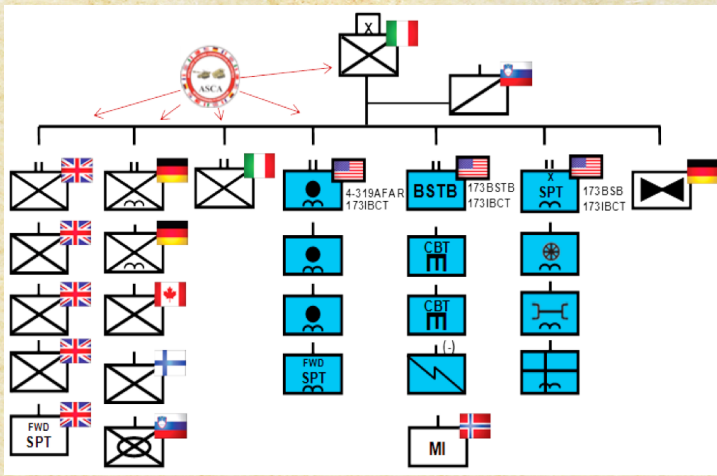 X
ASCA
4-319AFAR
173IBCT
BSTB
173BSTB
173IBCT
X
SPT
173BSB
173IBCT
CBT
CBT
FWD
SPT
(-)
FWD
SPT
MI